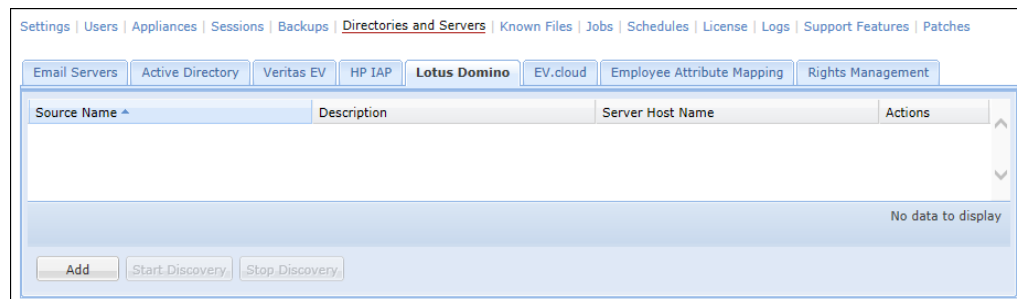 Settings | Users | Appliances | Sessions | Backups | Directories and Servers | Known Files | Jobs | Schedules | License | Logs | Support Features | Patches
Email Servers Active Directory Veritas EV HP IAP Lotus Domino EV.cloud Employee Attribute Mapping Rights Management
Source Name Description Server Host Name Actions
No data to display
Add Start Discovery Stop Discovery